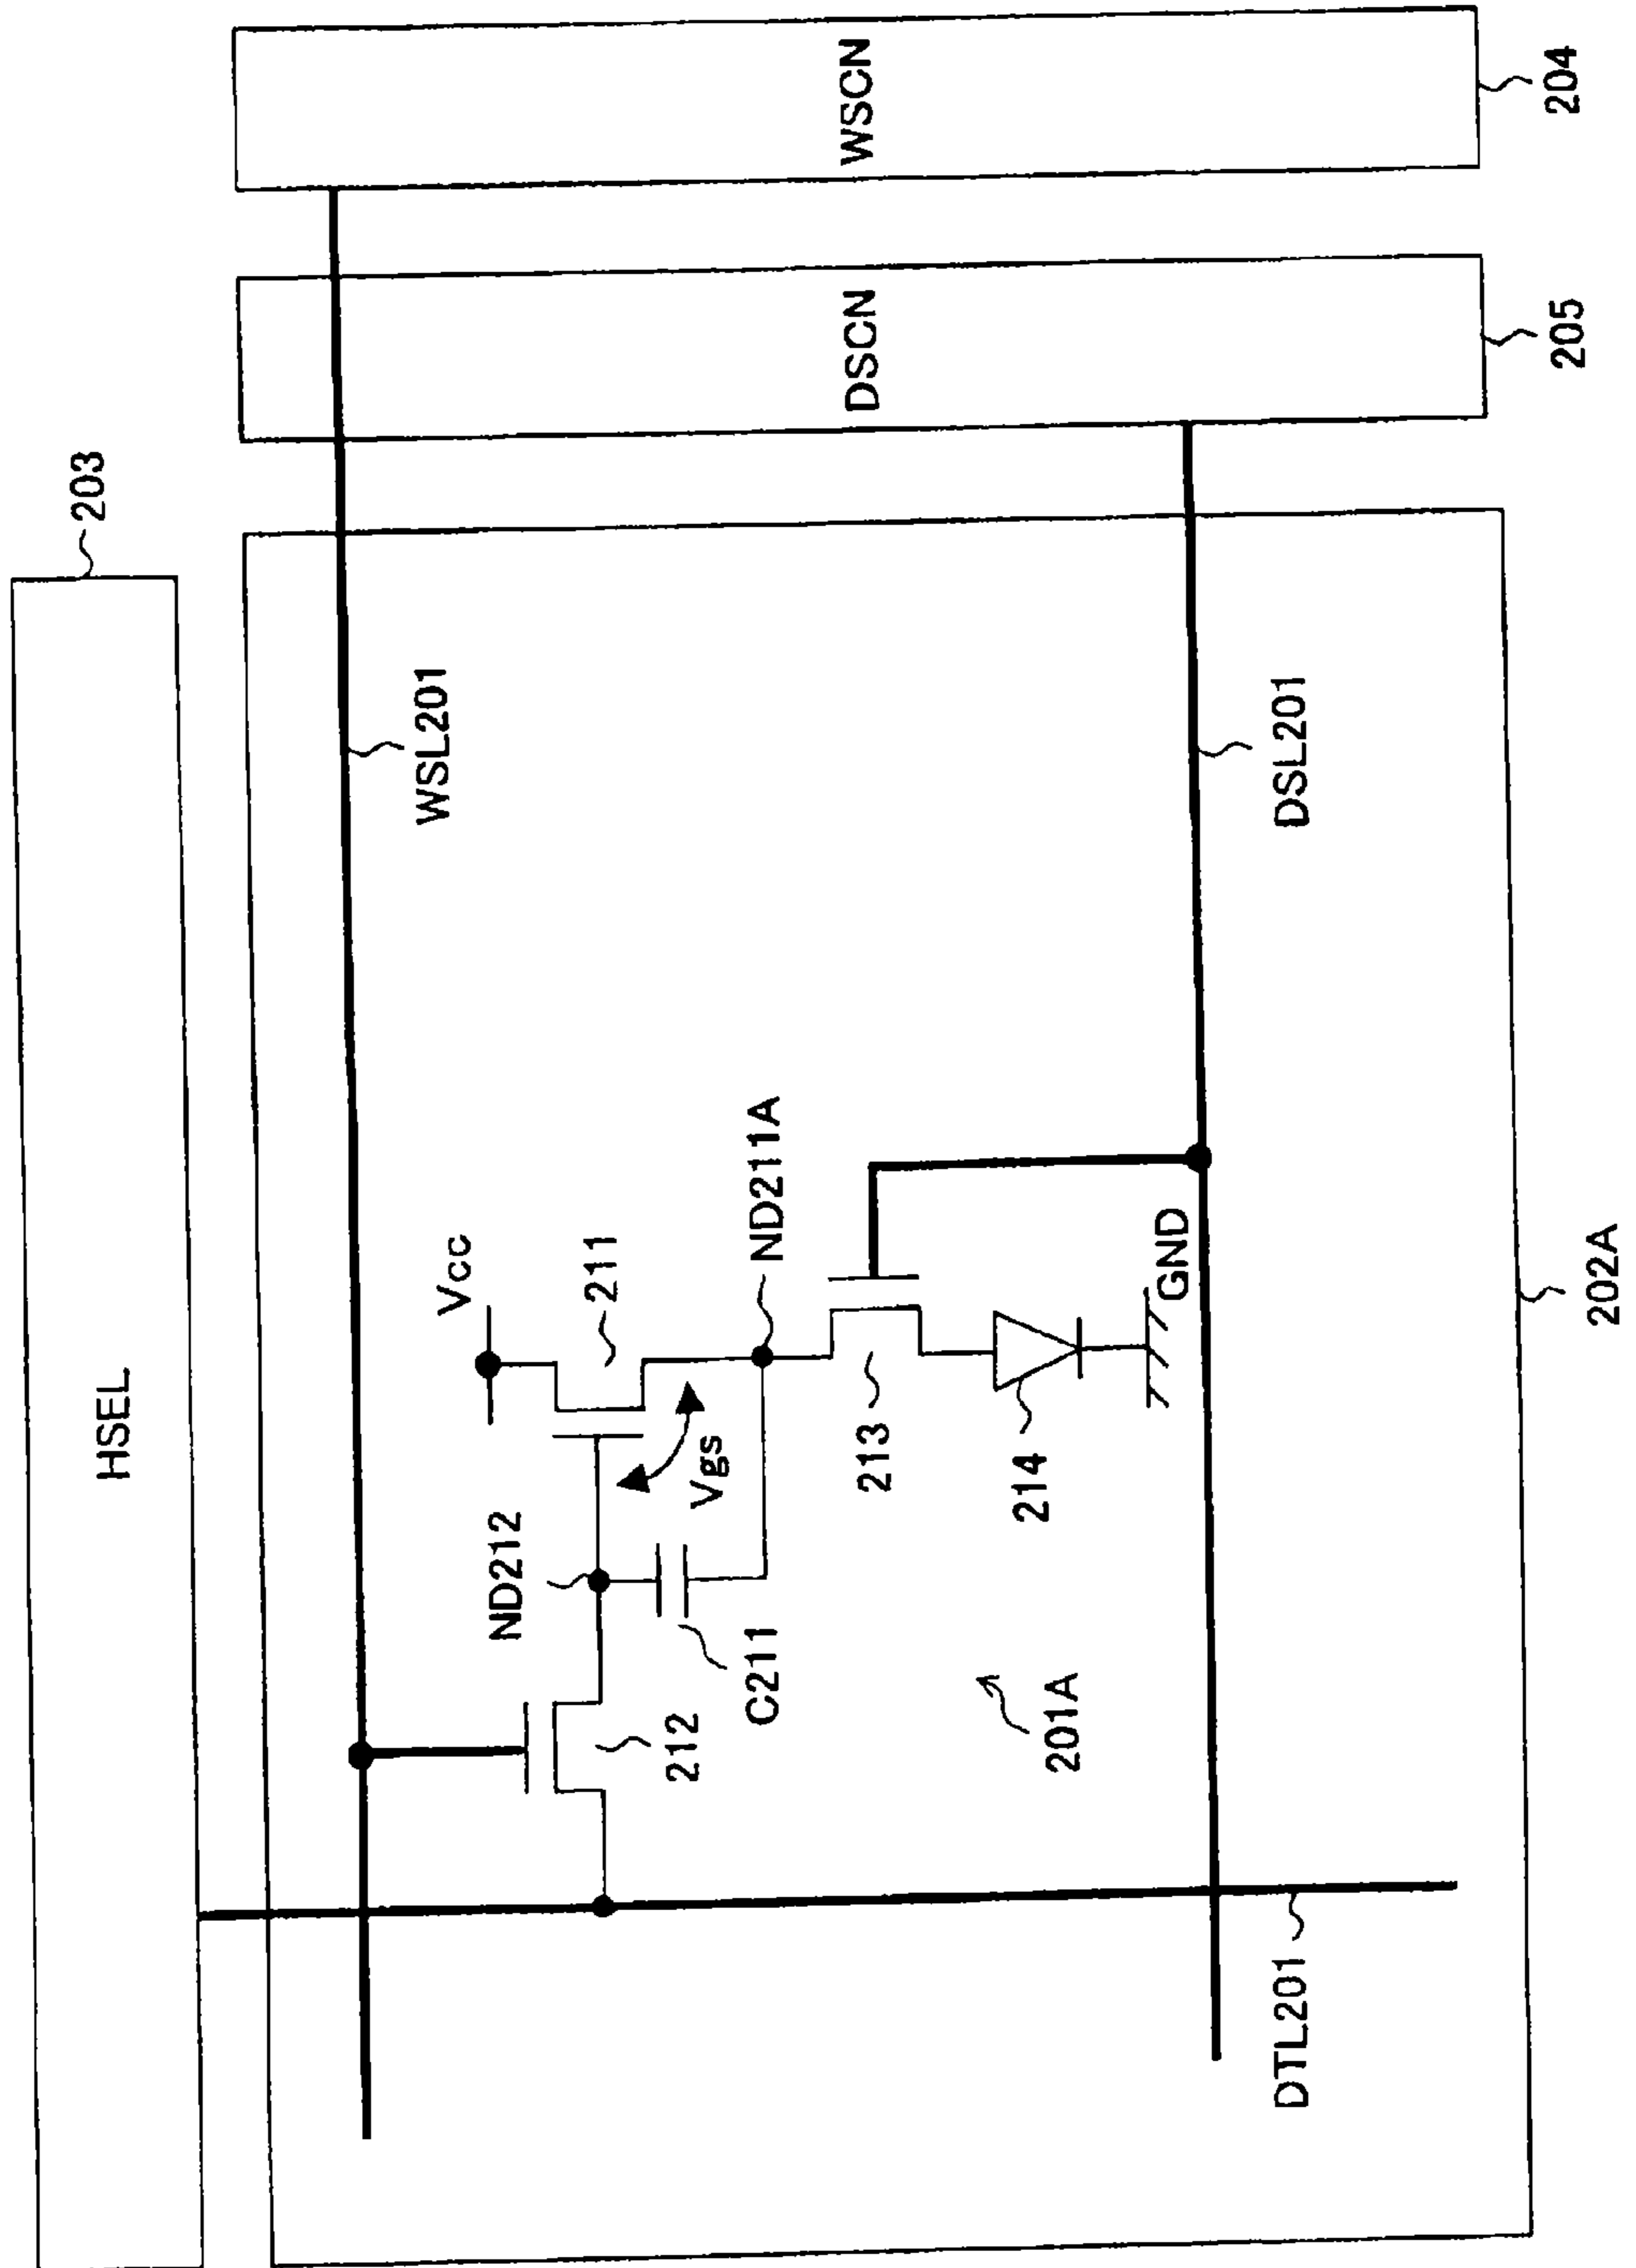 HSEL
203
WSCN
204
DSCN
205
WSL201
Vcc
211
ND212
Vgs
ND211A
C211
212
213
214
201A
GND
DSL201
DTL201
202A